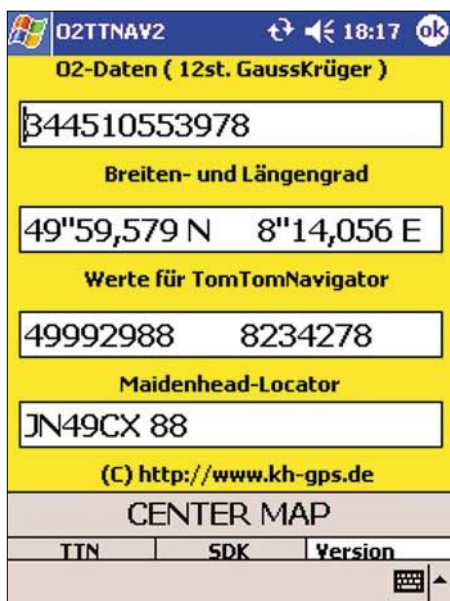 O2TTNAV2 18:17 ok
O2-Daten ( 12st. GaussKrüger )
344510553978
Breiten- und Längengrad
49"59,579 N 8"14,056 E
Werte für TomTomNavigator
49992988 8234278
Maidenhead-Locator
JN49CX 88
(C) http://www.kh-gps.de
CENTER MAP
TTN SDK Version